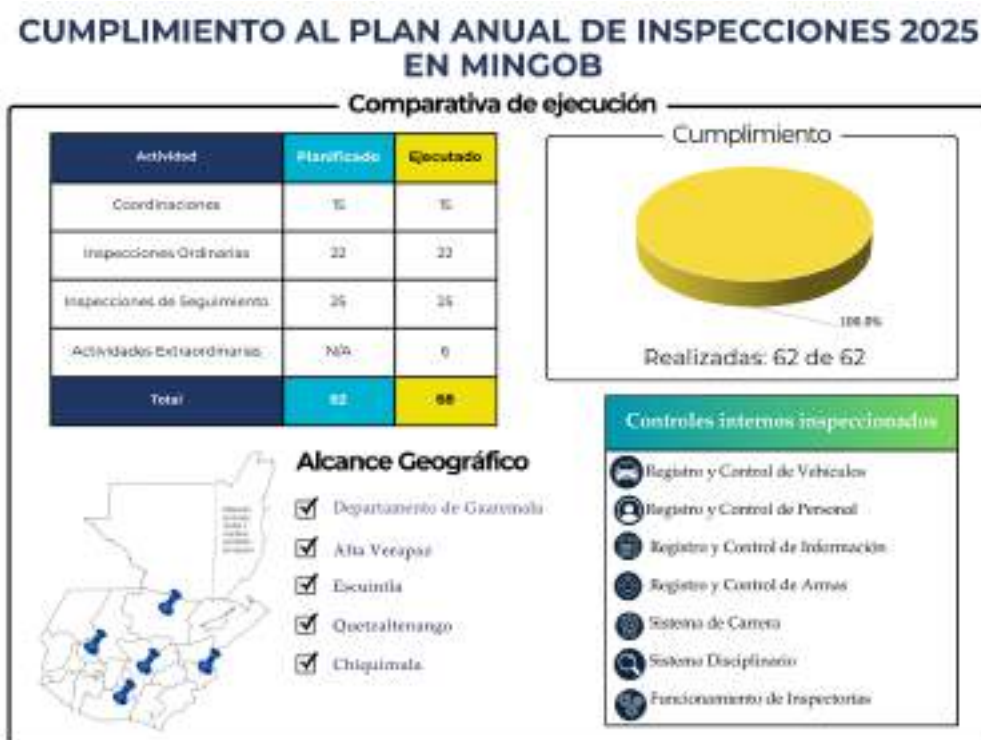 CUMPLIMIENTO AL PLAN ANUAL DE INSPECCIONES 2025
EN MINGOB
Comparativa de ejecución
Actividad Planificado Ejecutado
Coordinaciones 15 15
Inspecciones Ordinarias 22 22
Inspecciones de Seguimiento 25 25
Actividades Extraordinarias N/A 6
Total 62 68
Cumplimiento
100.0%
Realizadas: 62 de 62
Alcance Geográfico
Departamento de Guatemala
Alta Verapaz
Escuintla
Quetzaltenango
Chiquimula
Controles internos inspeccionados
Registro y Control de Vehículos
Registro y Control de Personal
Registro y Control de Información
Registro y Control de Armas
Sistema de Carrera
Sistema Disciplinario
Funcionamiento de Inspectorías